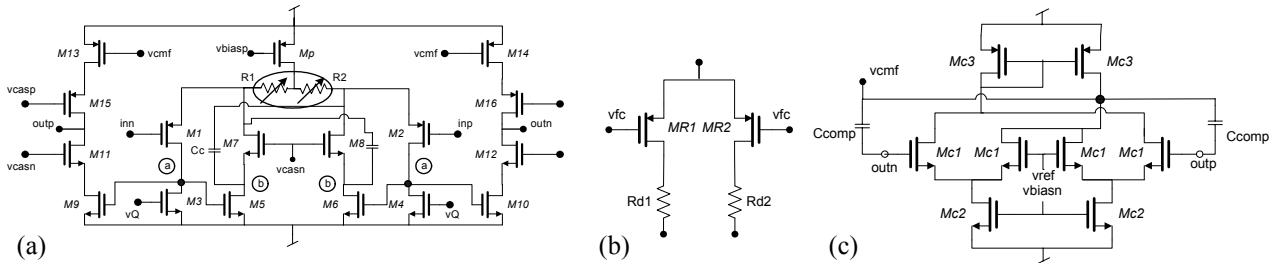 M13
vcmf
vbiasp
Mp
vcmf
M14
R1
R2
vcasp
M15
M16
outp
inn
M1
M7
M8
M2
inp
outn
Cc
vcasn
M11
a
vcasn
a
M12
b
b
M9
M3
M5
M6
M4
M10
vQ
vQ
(a)
vfc
MR1
MR2
vfc
Rd1
Rd2
(b)
Mc3
Mc3
vcmf
Ccomp
Ccomp
Mc1
Mc1
Mc1
Mc1
outn
vref
outp
vbiasn
Mc2
Mc2
(c)